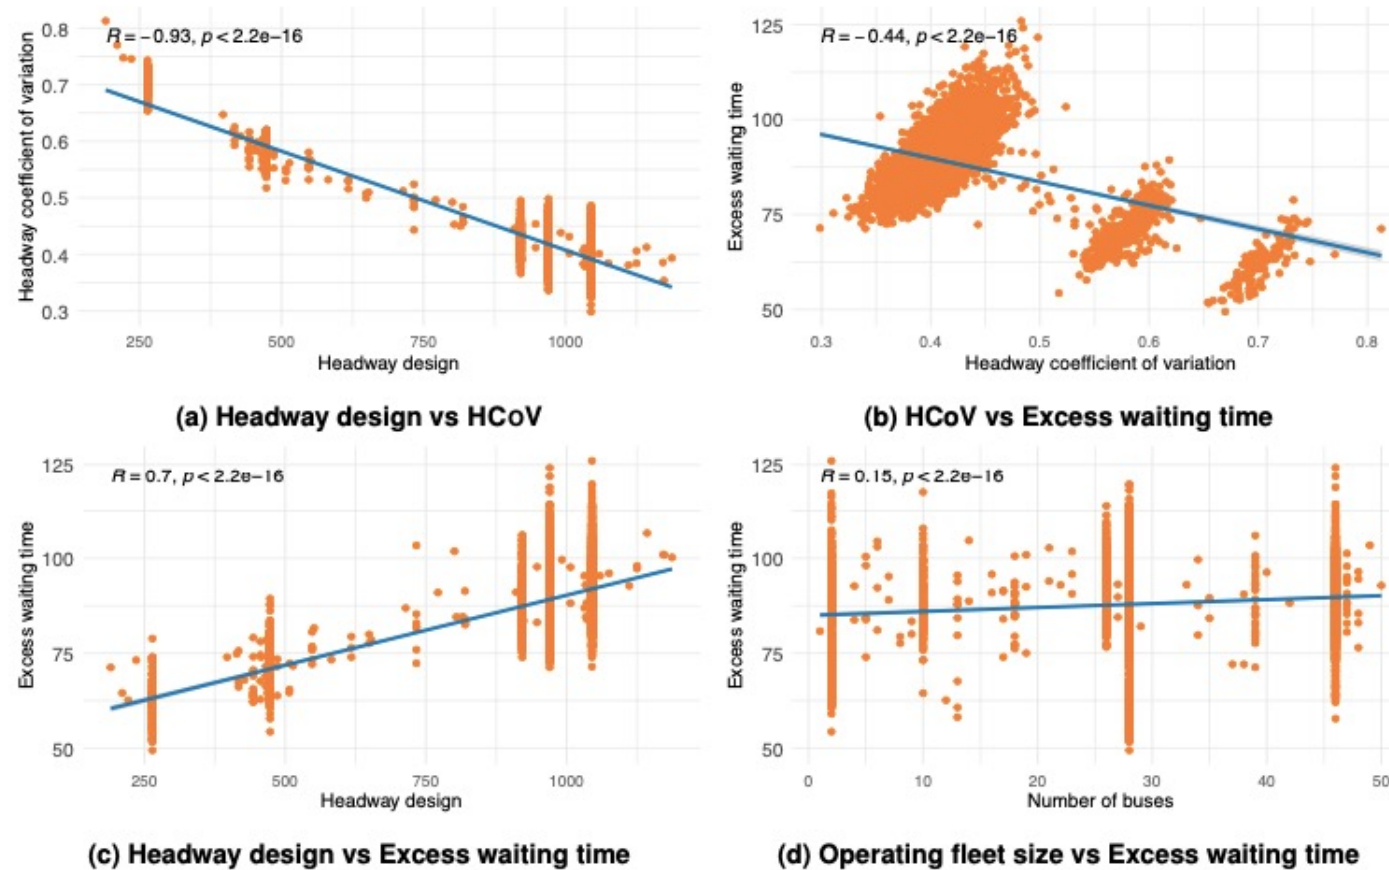 R = −0.93, p < 2.2e−16
Headway coefficient of variation
0.8
0.7
0.6
0.5
0.4
0.3
250 500 750 1000
Headway design
(a) Headway design vs HCoV
R = −0.44, p < 2.2e−16
Excess waiting time
125
100
75
50
0.3 0.4 0.5 0.6 0.7 0.8
Headway coefficient of variation
(b) HCoV vs Excess waiting time
R = 0.7, p < 2.2e−16
Excess waiting time
125
100
75
50
250 500 750 1000
Headway design
(c) Headway design vs Excess waiting time
R = 0.15, p < 2.2e−16
Excess waiting time
125
100
75
50
0 10 20 30 40 50
Number of buses
(d) Operating fleet size vs Excess waiting time